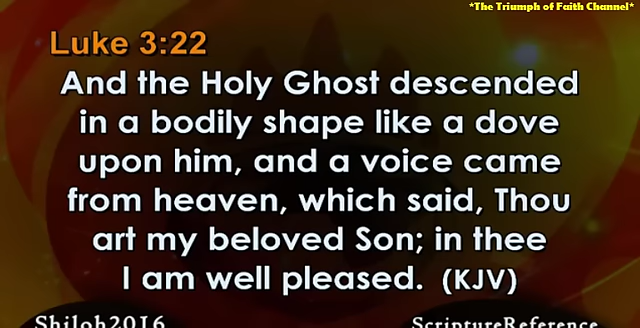 *The Triumph of Faith Channel*
Luke 3:22
And the Holy Ghost descended
in a bodily shape like a dove
upon him, and a voice came
from heaven, which said, Thou
art my beloved Son; in thee
I am well pleased. (KJV)
Shiloh2016
ScriptureReference